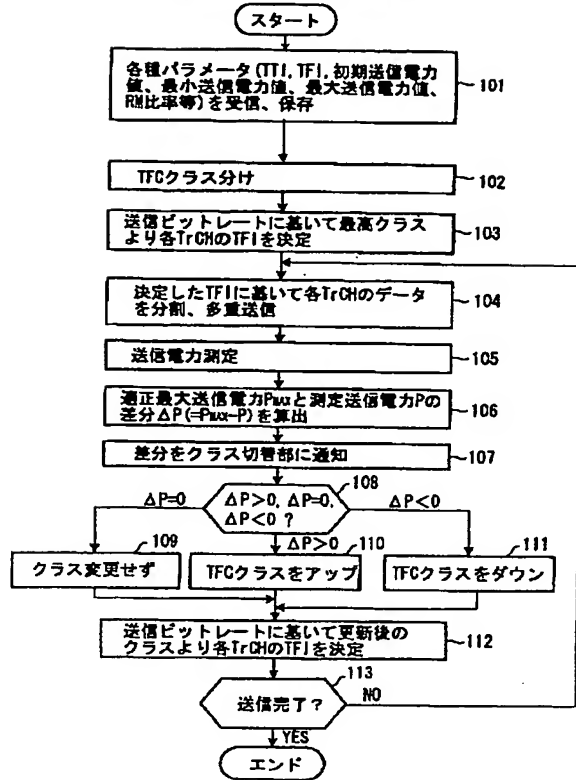 スタート
各種パラメータ(TTI,TFI,初期送信電力
値、最小送信電力値、最大送信電力値、
RM比率等)を受信、保存
101
TFCクラス分け
102
送信ビットレートに基いて最高クラス
より各TrCHのTFIを決定
103
決定したTFIに基いて各TrCHのデータ
を分割、多重送信
104
送信電力測定
105
適正最大送信電力PMAXと測定送信電力Pの
差分ΔP(=PMAX-P)を算出
106
差分をクラス切替部に通知
107
108
ΔP>0,ΔP=0,
ΔP<0 ?
ΔP=0
ΔP<0
ΔP>0
109
クラス変更せず
110
TFCクラスをアップ
111
TFCクラスをダウン
送信ビットレートに基いて更新後の
クラスより各TrCHのTFIを決定
112
113
送信完了?
NO
YES
エンド